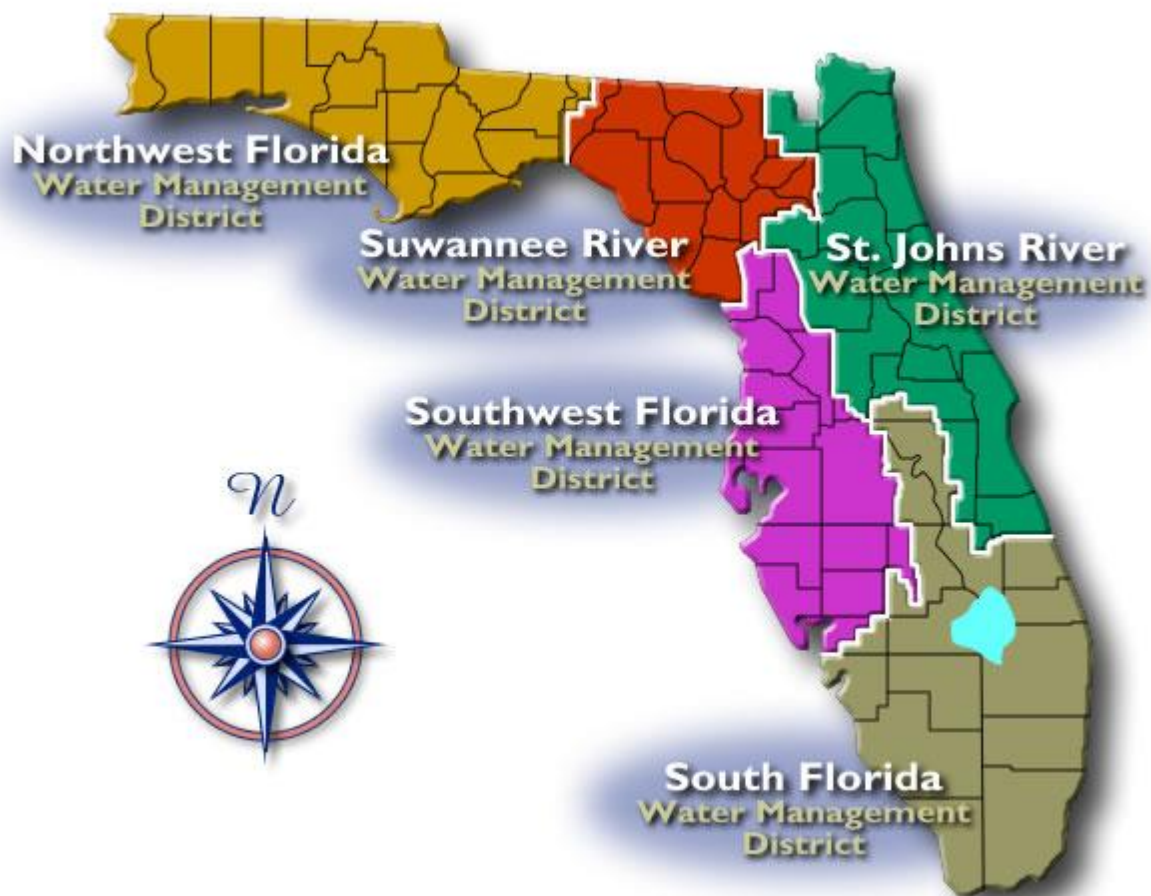 Northwest Florida
Water Management
District
Suwannee River
Water Management
District
St. Johns River
Water Management
District
Southwest Florida
Water Management
District
N
South Florida
Water Management
District